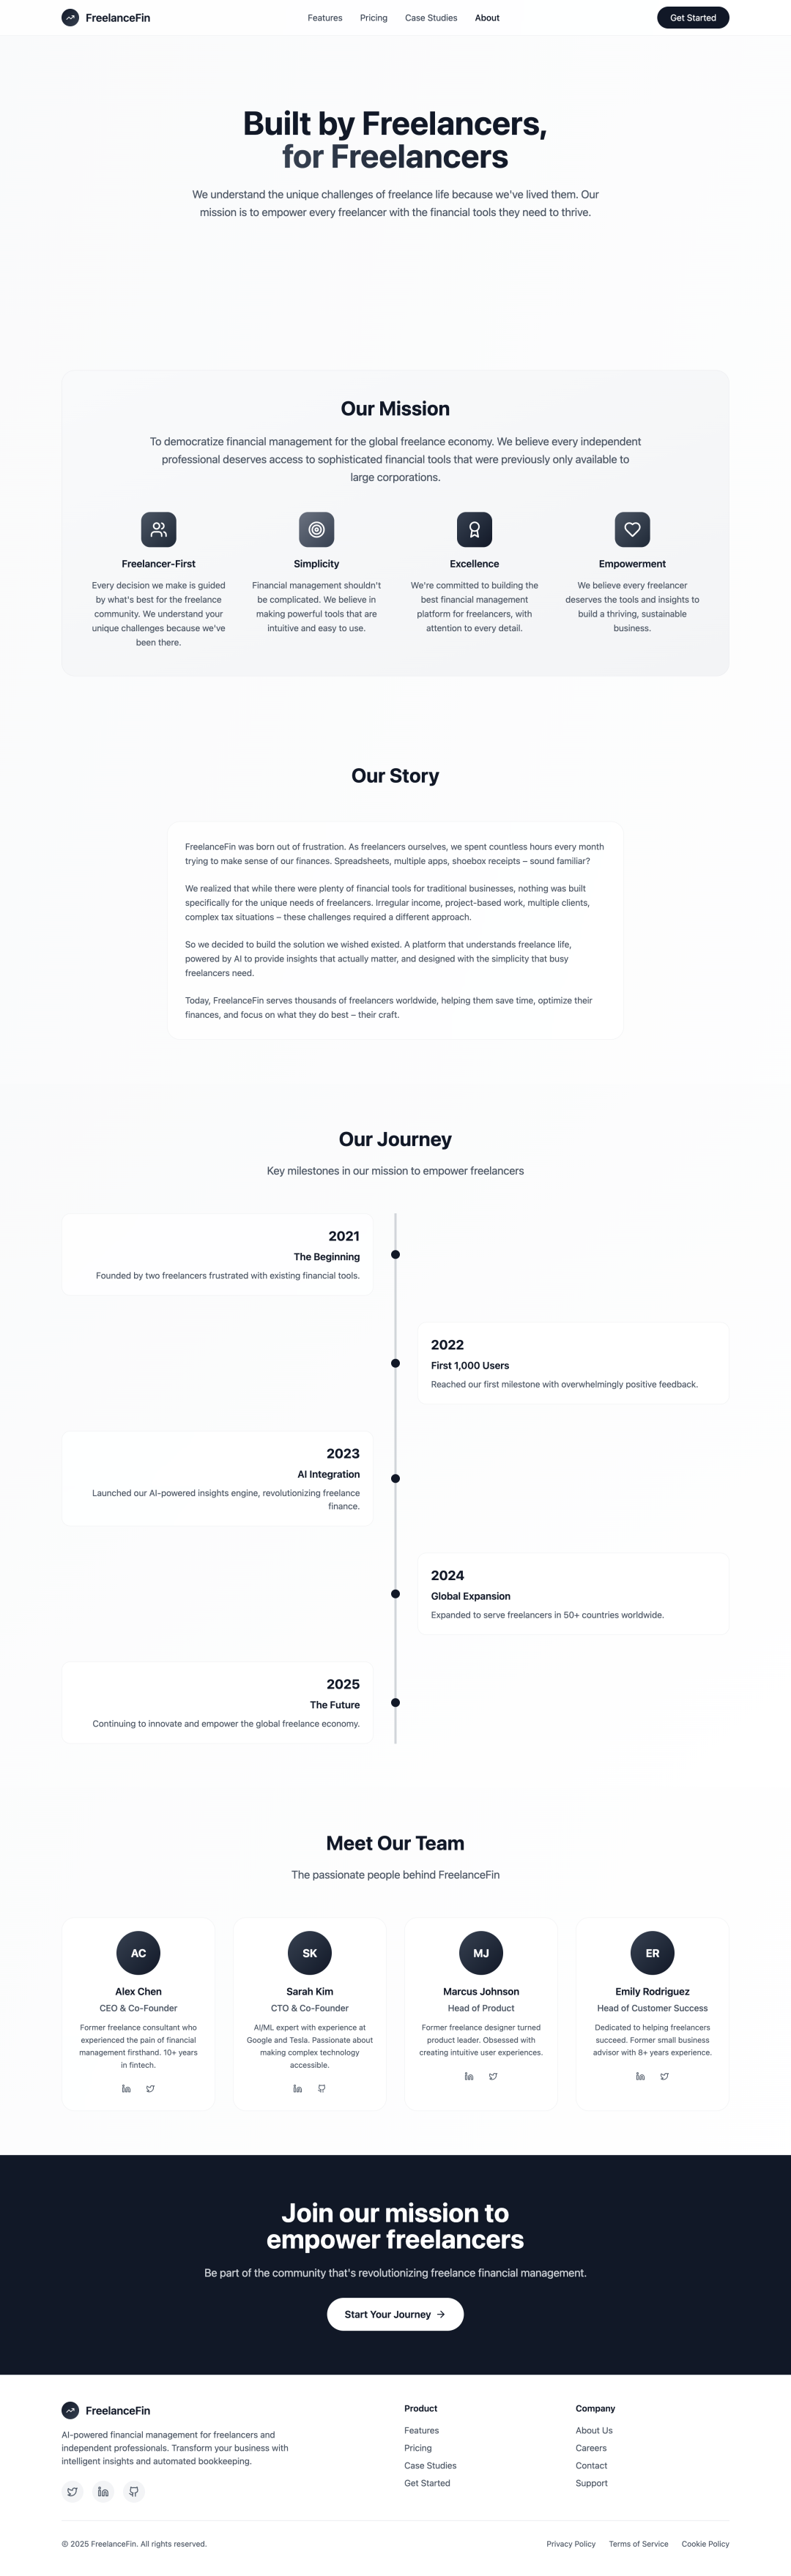 FreelanceFin
Features
Pricing
Case Studies
About
Get Started
Built by Freelancers,
for Freelancers
We understand the unique challenges of freelance life because we've lived them. Our
mission is to empower every freelancer with the financial tools they need to thrive.
Our Mission
To democratize financial management for the global freelance economy. We believe every independent
professional deserves access to sophisticated financial tools that were previously only available to
large corporations.
Freelancer-First
Every decision we make is guided
by what's best for the freelance
community. We understand your
unique challenges because we've
been there.
Simplicity
Financial management shouldn't
be complicated. We believe in
making powerful tools that are
intuitive and easy to use.
Excellence
We're committed to building the
best financial management
platform for freelancers, with
attention to every detail.
Empowerment
We believe every freelancer
deserves the tools and insights to
build a thriving, sustainable
business.
Our Story
FreelanceFin was born out of frustration. As freelancers ourselves, we spent countless hours every month
trying to make sense of our finances. Spreadsheets, multiple apps, shoebox receipts – sound familiar?
We realized that while there were plenty of financial tools for traditional businesses, nothing was built
specifically for the unique needs of freelancers. Irregular income, project-based work, multiple clients,
complex tax situations – these challenges required a different approach.
So we decided to build the solution we wished existed. A platform that understands freelance life,
powered by AI to provide insights that actually matter, and designed with the simplicity that busy
freelancers need.
Today, FreelanceFin serves thousands of freelancers worldwide, helping them save time, optimize their
finances, and focus on what they do best – their craft.
Our Journey
Key milestones in our mission to empower freelancers
2021
The Beginning
Founded by two freelancers frustrated with existing financial tools.
2022
First 1,000 Users
Reached our first milestone with overwhelmingly positive feedback.
2023
AI Integration
Launched our AI-powered insights engine, revolutionizing freelance
finance.
2024
Global Expansion
Expanded to serve freelancers in 50+ countries worldwide.
2025
The Future
Continuing to innovate and empower the global freelance economy.
Meet Our Team
The passionate people behind FreelanceFin
AC
Alex Chen
CEO & Co-Founder
Former freelance consultant who
experienced the pain of financial
management firsthand. 10+ years
in fintech.
SK
Sarah Kim
CTO & Co-Founder
AI/ML expert with experience at
Google and Tesla. Passionate about
making complex technology
accessible.
MJ
Marcus Johnson
Head of Product
Former freelance designer turned
product leader. Obsessed with
creating intuitive user experiences.
ER
Emily Rodriguez
Head of Customer Success
Dedicated to helping freelancers
succeed. Former small business
advisor with 8+ years experience.
Join our mission to
empower freelancers
Be part of the community that's revolutionizing freelance financial management.
Start Your Journey
FreelanceFin
AI-powered financial management for freelancers and
independent professionals. Transform your business with
intelligent insights and automated bookkeeping.
Product
Features
Pricing
Case Studies
Get Started
Company
About Us
Careers
Contact
Support
© 2025 FreelanceFin. All rights reserved.
Privacy Policy
Terms of Service
Cookie Policy